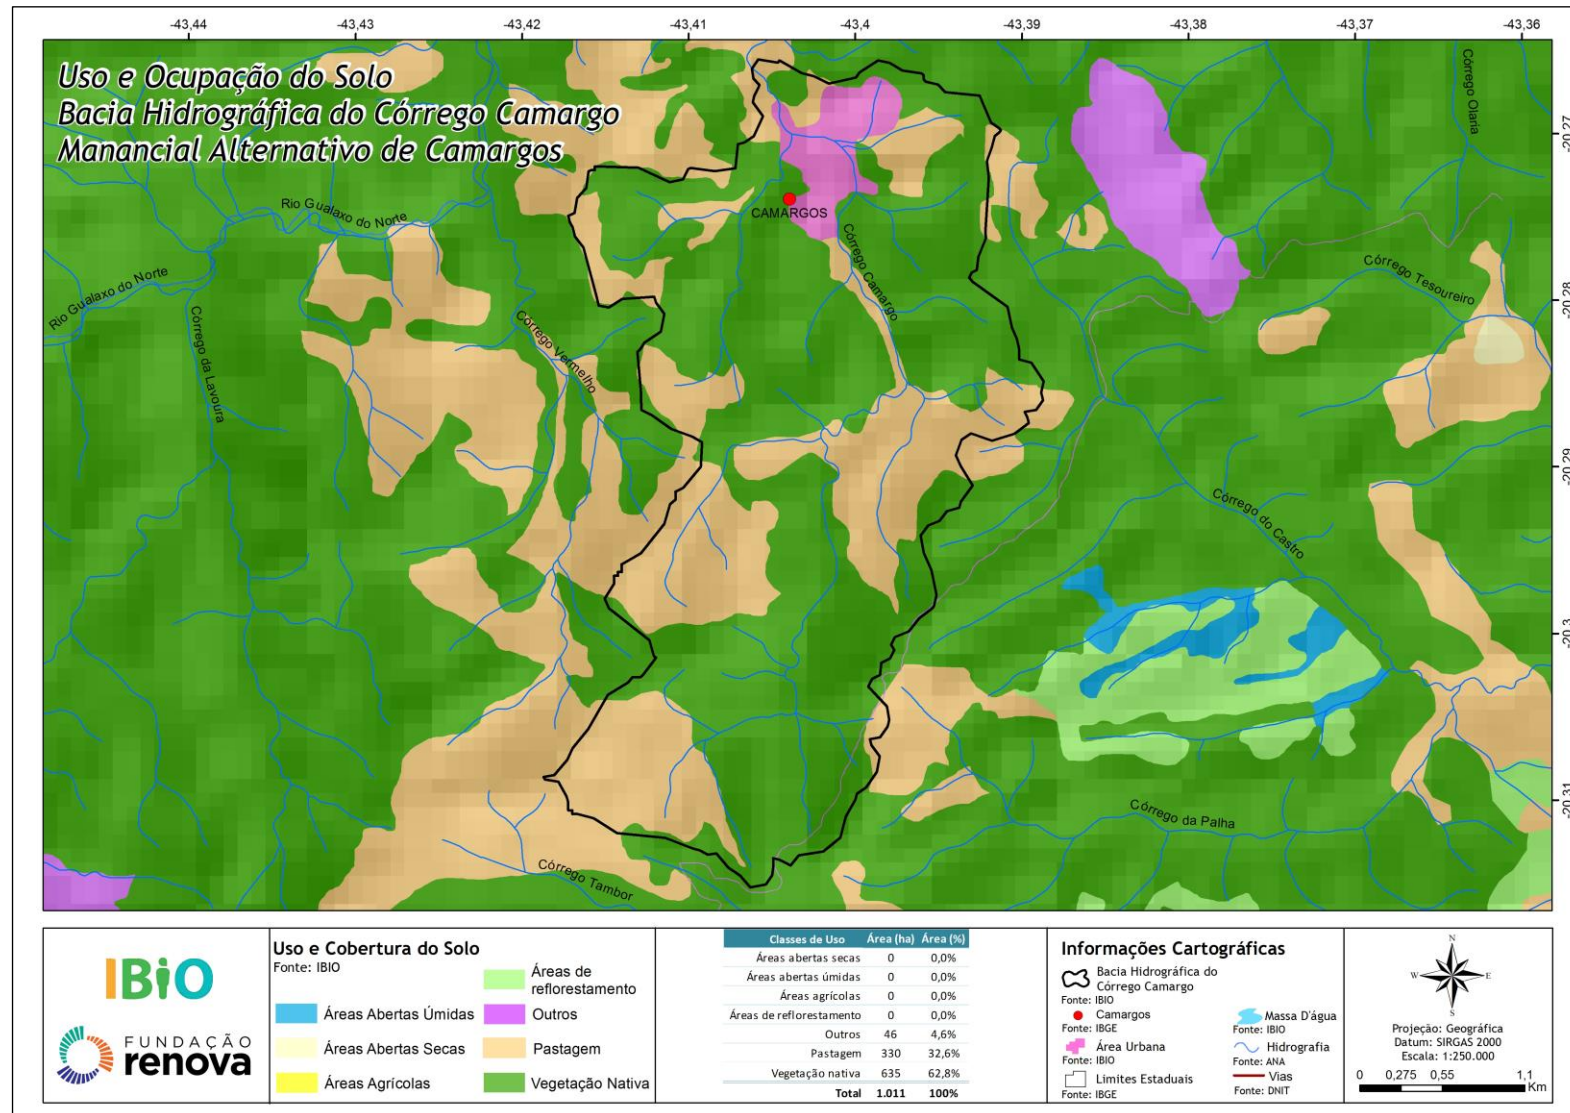 -43,44 -43,43 -43,42 -43,41 -43,4 -43,39 -43,38 -43,37 -43,36
Uso e Ocupação do Solo
Bacia Hidrográfica do Córrego Camargo
Manancial Alternativo de Camargos
Córrego Olaria
-20,27
Rio Gualaxo do Norte
CAMARGOS
Córrego Camargo
Córrego Tesoureiro
Rio Gualaxo do Norte
-20,28
Córrego da Lavoura
Córrego Vermelho
-20,29
Córrego do Castro
-20,3
-20,31
Córrego da Palha
Córrego Tambor
IBiO
FUNDAÇÃO
renova
Uso e Cobertura do Solo
Fonte: IBIO
Áreas Abertas Úmidas
Áreas Abertas Secas
Áreas Agrícolas
Áreas de
reflorestamento
Outros
Pastagem
Vegetação Nativa
Classes de Uso Área (ha) Área (%)
Áreas abertas secas 0 0,0%
Áreas abertas úmidas 0 0,0%
Áreas agrícolas 0 0,0%
Áreas de reflorestamento 0 0,0%
Outros 46 4,6%
Pastagem 330 32,6%
Vegetação nativa 635 62,8%
Total 1.011 100%
Informações Cartográficas
Bacia Hidrográfica do
Córrego Camargo
Fonte: IBIO
Camargos
Fonte: IBGE
Área Urbana
Fonte: IBIO
Limites Estaduais
Fonte: IBGE
Massa D'água
Fonte: IBIO
Hidrografia
Fonte: ANA
Vias
Fonte: DNIT
N
W E
S
Projeção: Geográfica
Datum: SIRGAS 2000
Escala: 1:250.000
0 0,275 0,55 1,1
Km